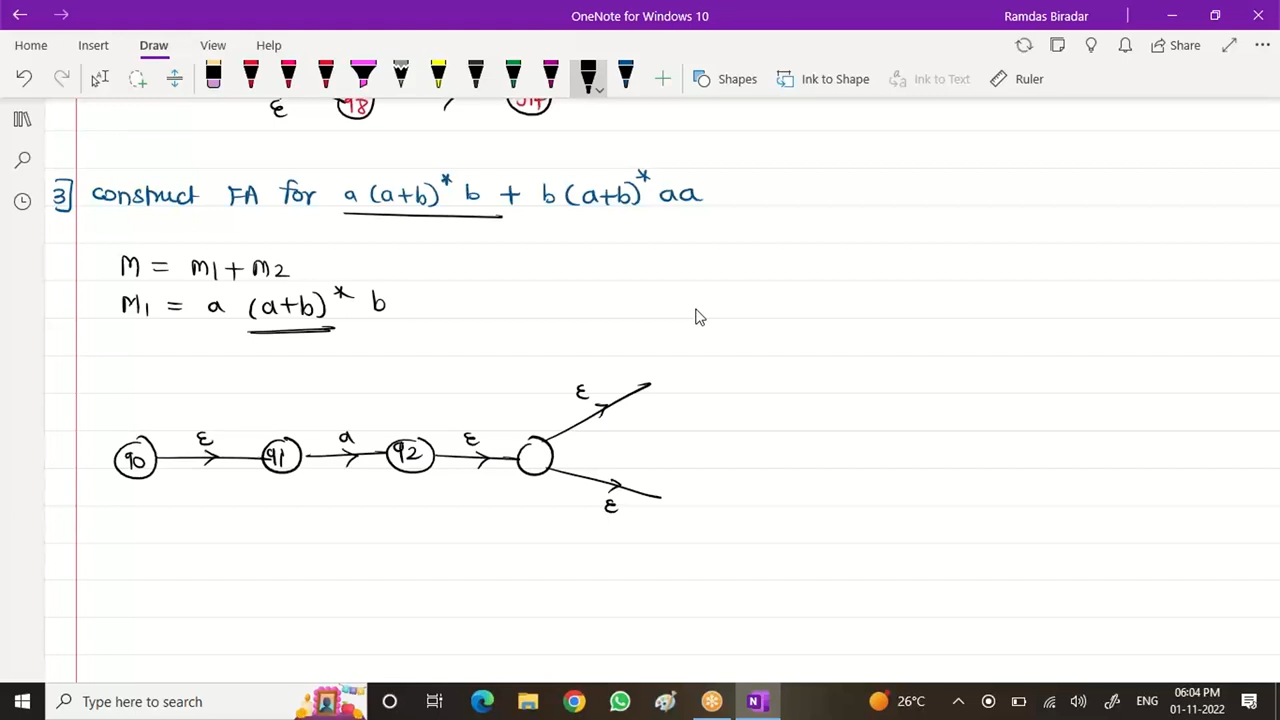 OneNote for Windows 10
Ramdas Biradar
Home Insert Draw View Help
Share
Shapes Ink to Shape Ink to Text Ruler
ε 98
3] construct FA for a (a+b)* b + b (a+b)* aa
M = m1 + m2
M1 = a (a+b)* b
ε
q0 ε q1 a q2 ε
ε
Type here to search
26°C
ENG
06:04 PM
01-11-2022